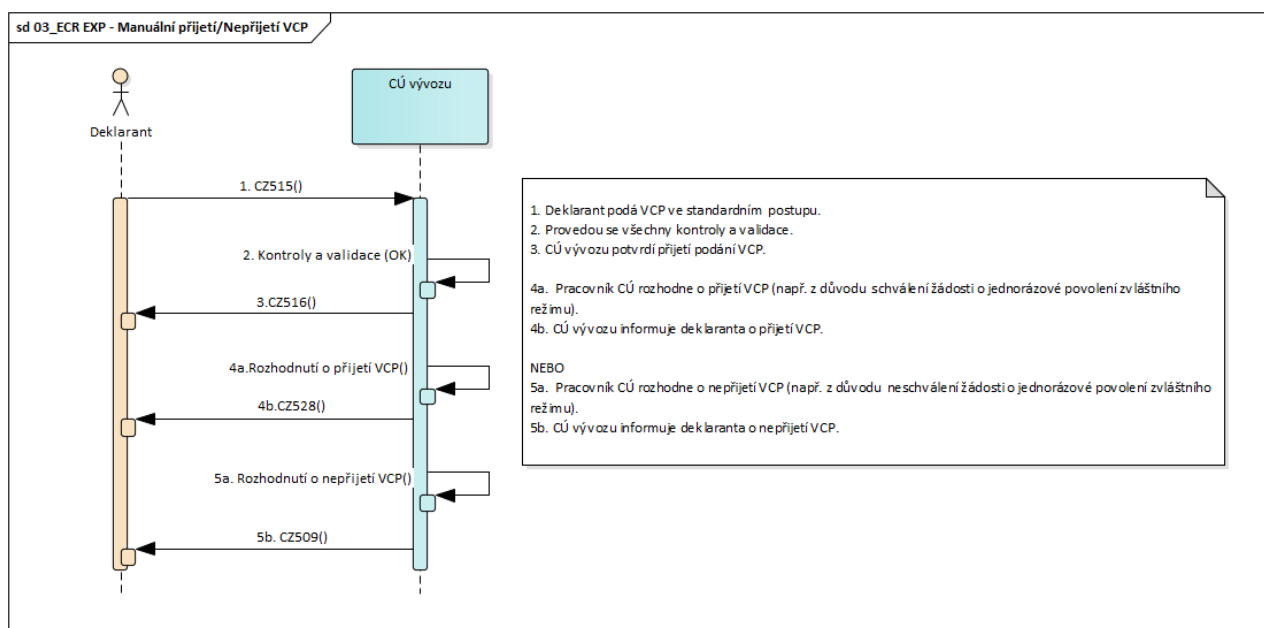 sd 03_ECR EXP - Manuální přijetí/Nepřijetí VCP
CÚ vývozu
Deklarant
1. CZ515()
2. Kontroly a validace (OK)
3.CZ516()
4a.Rozhodnutí o přijetí VCP()
4b.CZ528()
5a. Rozhodnutí o nepřijetí VCP()
5b. CZ509()
1. Deklarant podá VCP ve standardním postupu.
2. Provedou se všechny kontroly a validace.
3. CÚ vývozu potvrdí přijetí podání VCP.
4a. Pracovník CÚ rozhodne o přijetí VCP (např. z důvodu schválení žádosti o jednorázové povolení zvláštního
režimu).
4b. CÚ vývozu informuje deklaranta o přijetí VCP.
NEBO
5a. Pracovník CÚ rozhodne o nepřijetí VCP (např. z důvodu neschválení žádosti o jednorázové povolení zvláštního
režimu).
5b. CÚ vývozu informuje deklaranta o nepřijetí VCP.